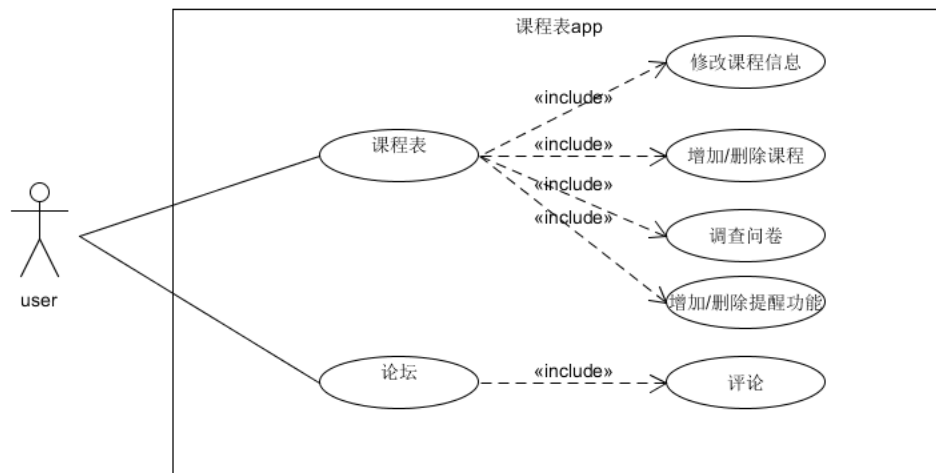 课程表app
修改课程信息
«include»
课程表
«include»
增加/删除课程
«include»
«include»
调查问卷
user
增加/删除提醒功能
论坛
«include»
评论